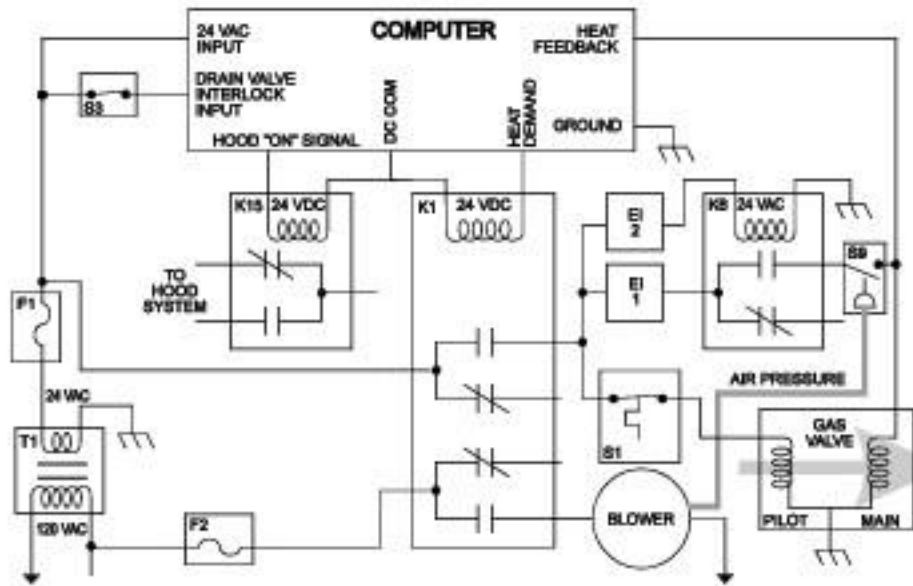 24 VAC
INPUT
COMPUTER
HEAT
FEEDBACK
DRAIN VALVE
INTERLOCK
INPUT
S3
HOOD "ON" SIGNAL
DC COM
HEAT
DEMAND
GROUND
K15
24 VDC
K1
24 VDC
EI
2
K8
24 VAC
S9
TO
HOOD
SYSTEM
EI
1
F1
24 VAC
AIR PRESSURE
T1
S1
GAS
VALVE
F2
BLOWER
120 VAC
PILOT
MAIN